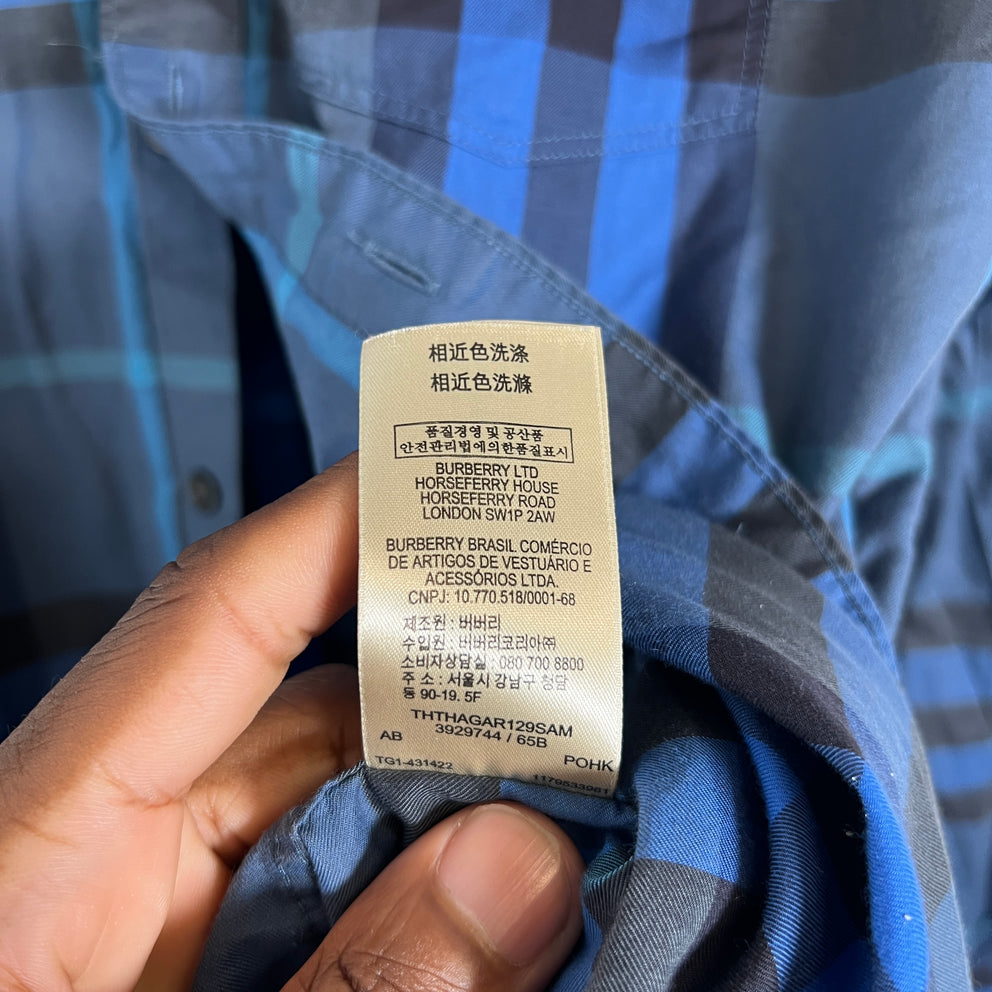 相近色洗涤
相近色洗滌
품질경영 및 공산품
안전관리법에의한품질표시
BURBERRY LTD
HORSEFERRY HOUSE
HORSEFERRY ROAD
LONDON SW1P 2AW
BURBERRY BRASIL COMÉRCIO
DE ARTIGOS DE VESTUÁRIO E
ACESSÓRIOS LTDA.
CNPJ: 10.770.518/0001-68
제조원 : 버버리
수입원 : 버버리코리아㈜
소비자상담실 : 080 700 8800
주 소 : 서울시 강남구 청담
동 90-19. 5F
THTHAGAR129SAM
3929744 / 65B
AB POHK
TG1-431422 1179533961